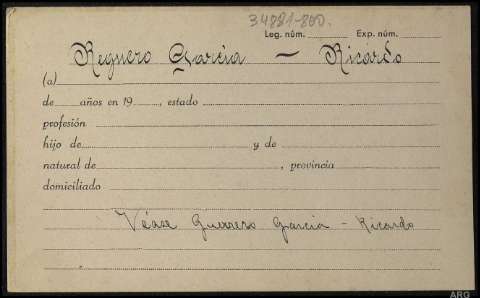 34881-800.
Leg. núm. Exp. núm.
Reguero García — Ricardo
(a)
de años en 19, estado
profesión
hijo de y de
natural de, provincia
domiciliado
Véase Guerrero García - Ricardo
ARG